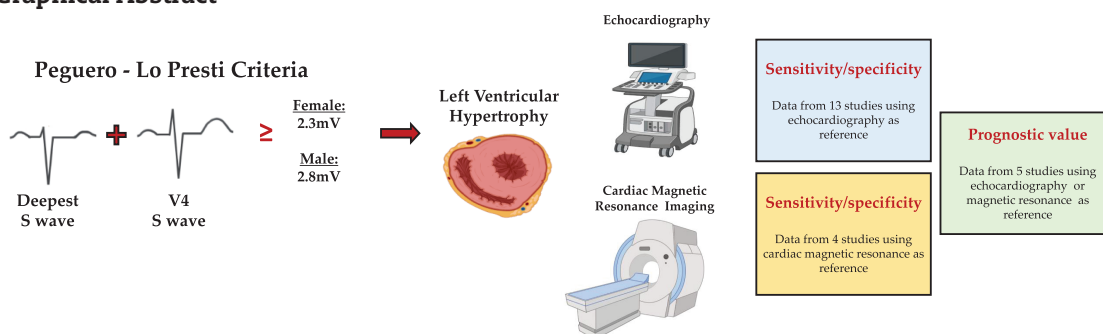 Graphical Abstract
Peguero - Lo Presti Criteria
+
≥
Deepest
S wave
V4
S wave
Female:
2.3mV
Male:
2.8mV
Left Ventricular
Hypertrophy
Echocardiography
Cardiac Magnetic
Resonance Imaging
Sensitivity/specificity
Data from 13 studies using
echocardiography as
reference
Sensitivity/specificity
Data from 4 studies using
cardiac magnetic resonance as
reference
Prognostic value
Data from 5 studies using
echocardiography or
magnetic resonance as
reference